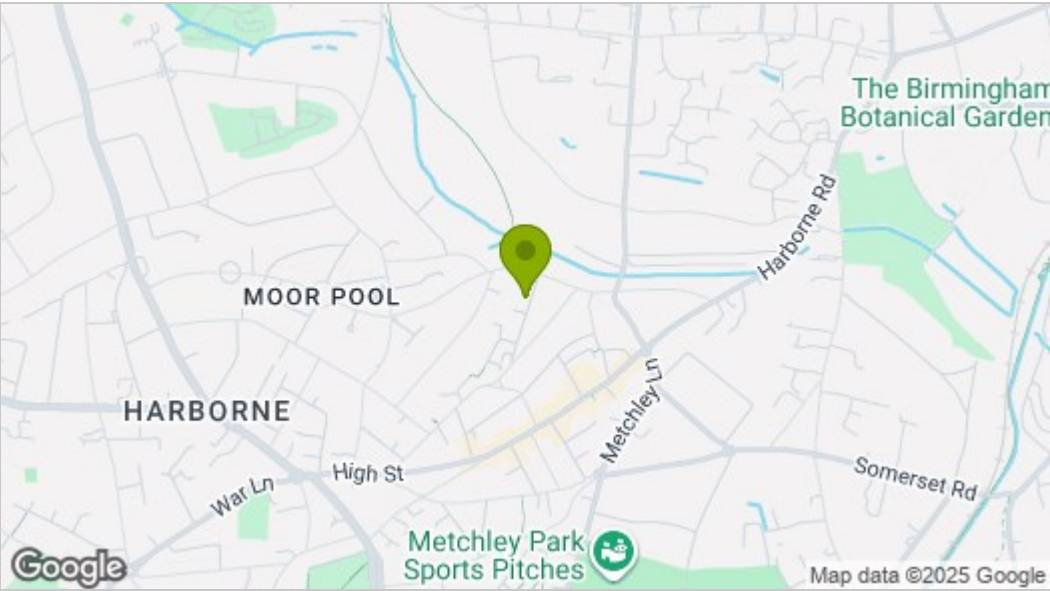 The Birmingham
Botanical Garden
Harborne Rd
MOOR POOL
Metchley Ln
HARBORNE
High St
War Ln
Somerset Rd
Metchley Park
Sports Pitches
Google
Map data ©2025 Google